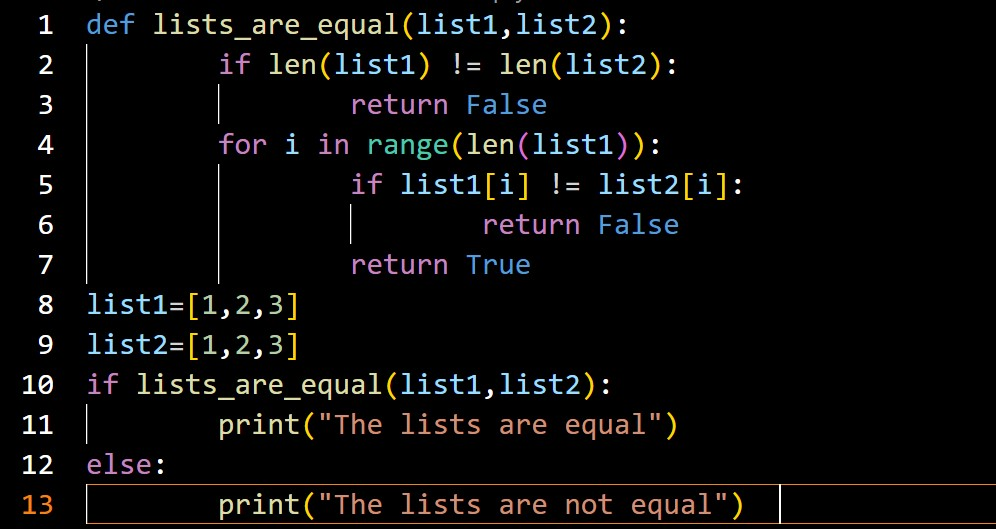 1 def lists_are_equal(list1,list2):
2         if len(list1) != len(list2):
3                 return False
4         for i in range(len(list1)):
5                 if list1[i] != list2[i]:
6                         return False
7                 return True
8 list1=[1,2,3]
9 list2=[1,2,3]
10 if lists_are_equal(list1,list2):
11         print("The lists are equal")
12 else:
13         print("The lists are not equal")